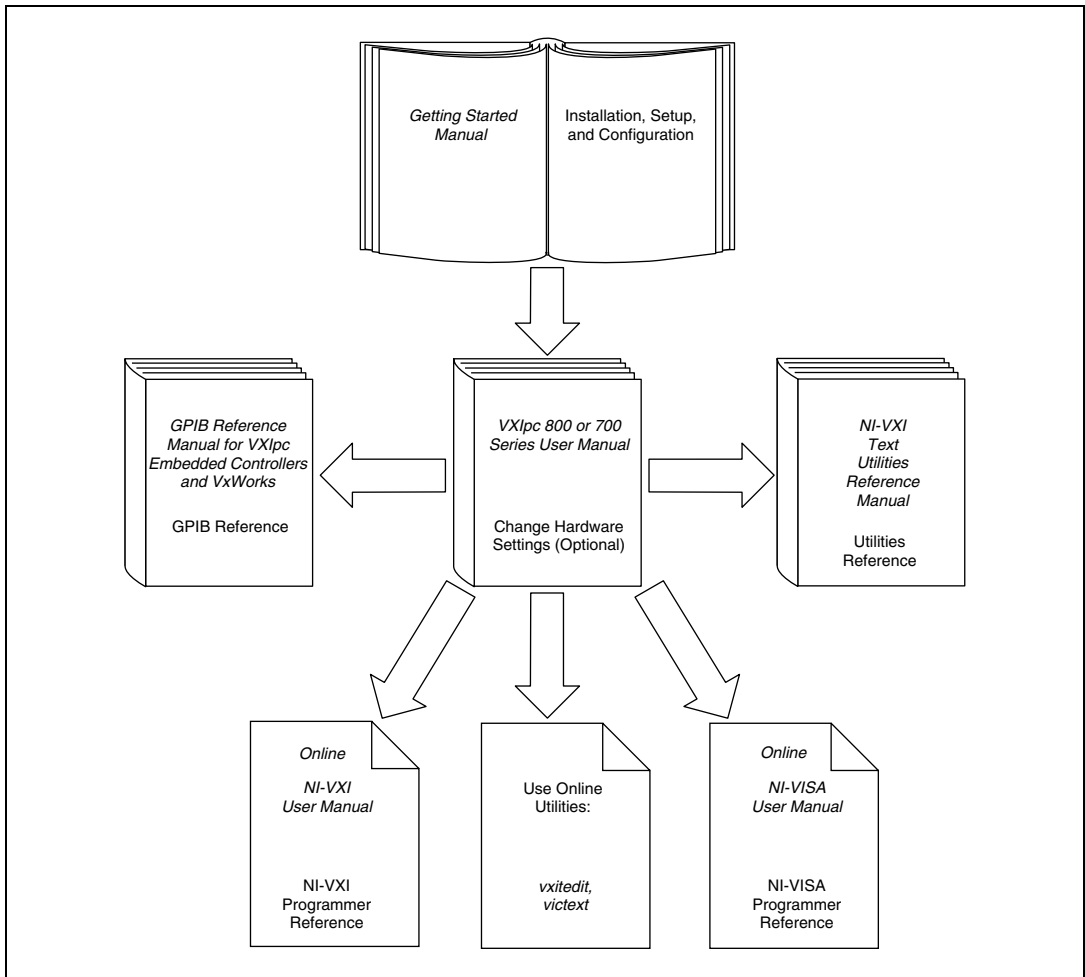 Getting Started
Manual
Installation, Setup,
and Configuration
GPIB Reference
Manual for VXIpc
Embedded Controllers
and VxWorks
GPIB Reference
VXIpc 800 or 700
Series User Manual
Change Hardware
Settings (Optional)
NI-VXI
Text
Utilities
Reference
Manual
Utilities
Reference
Online
NI-VXI
User Manual
NI-VXI
Programmer
Reference
Use Online
Utilities:
vxitedit,
victext
Online
NI-VISA
User Manual
NI-VISA
Programmer
Reference